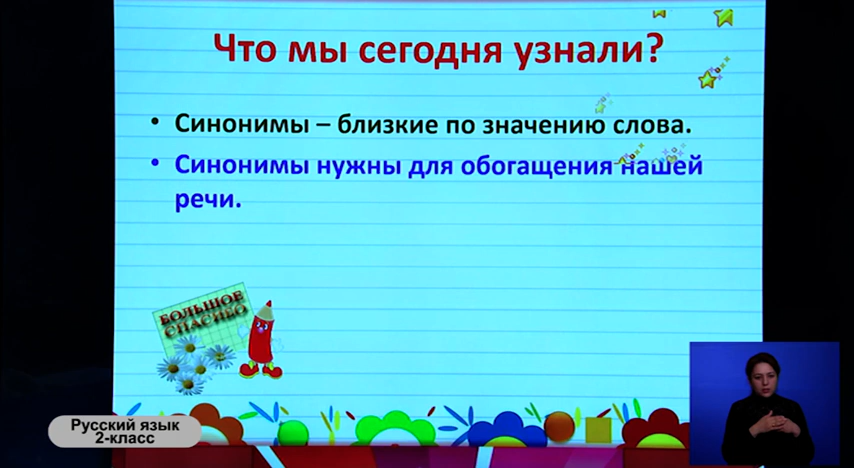 Что мы сегодня узнали?
• Синонимы – близкие по значению слова.
• Синонимы нужны для обогащения нашей
речи.
БОЛЬШОЕ
СПАСИБО
Русский язык
2-класс